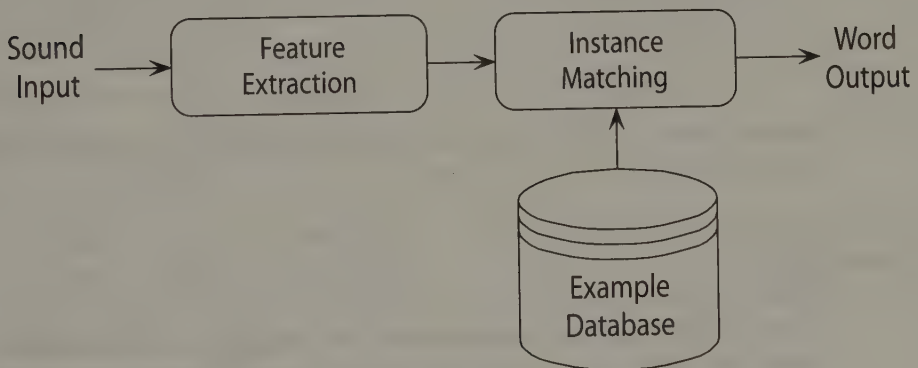 Sound
Input
Feature
Extraction
Instance
Matching
Word
Output
Example
Database